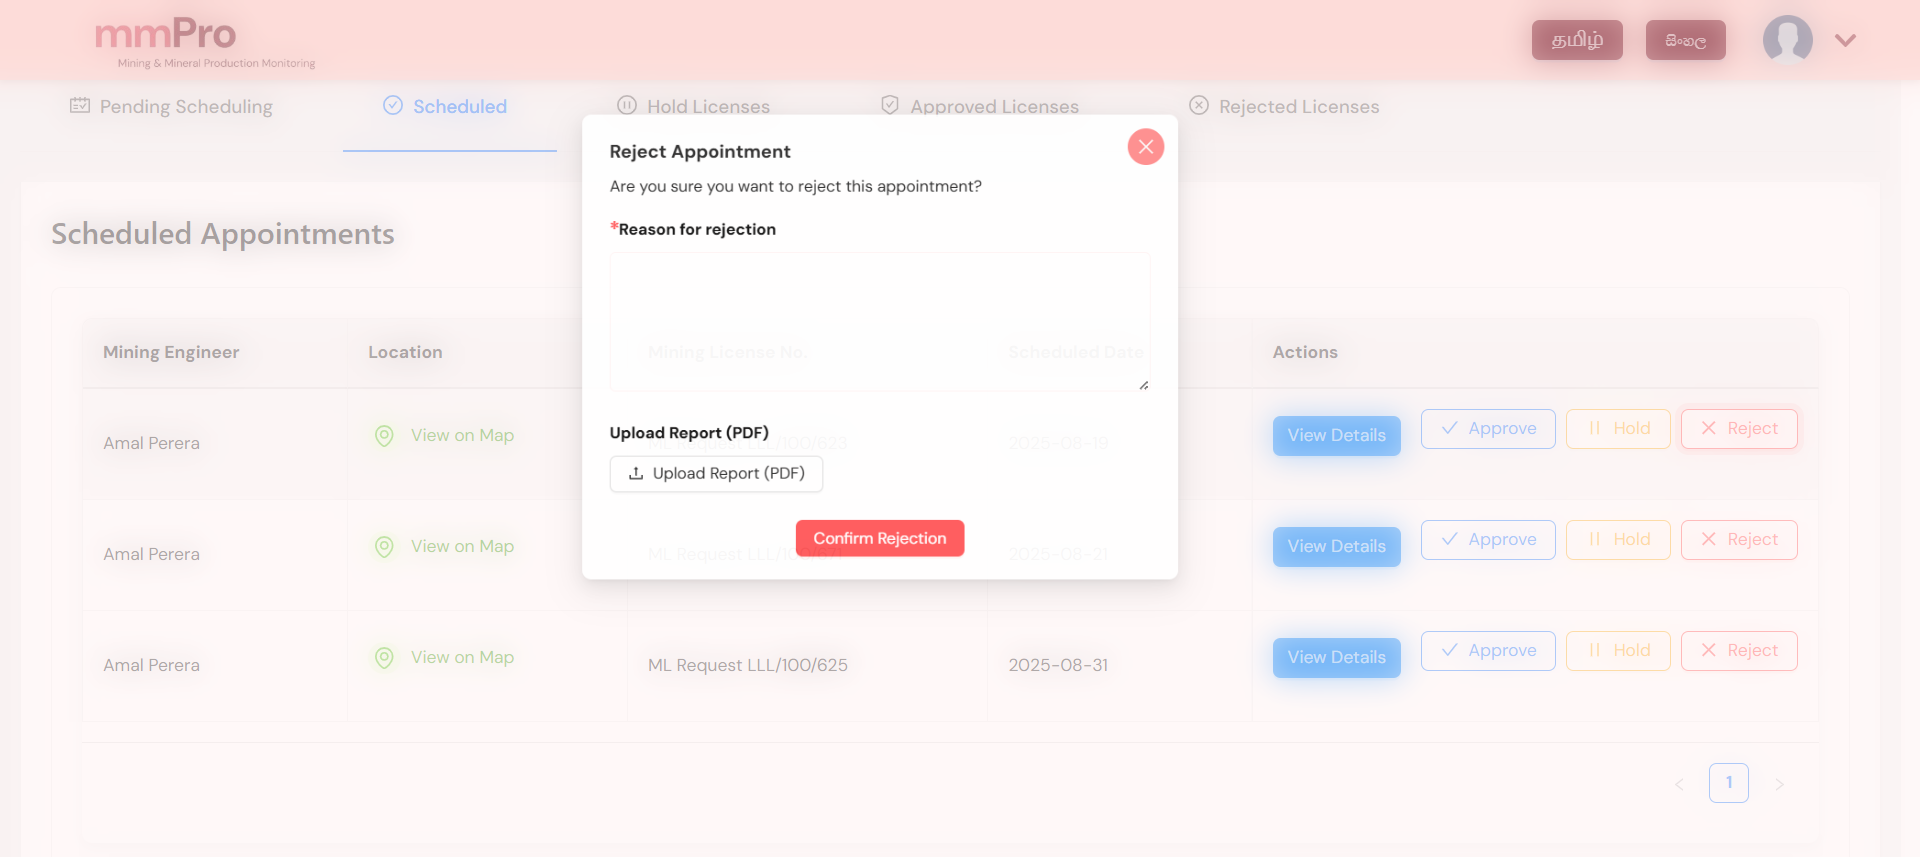 mmPro
Mining & Mineral Production Monitoring
தமிழ்
සිංහල
Pending Scheduling
Scheduled
Hold Licenses
Approved Licenses
Rejected Licenses
Reject Appointment
Are you sure you want to reject this appointment?
*Reason for rejection
Upload Report (PDF)
Upload Report (PDF)
Confirm Rejection
Scheduled Appointments
Mining Engineer Location Mining License No. Scheduled Date Actions
Amal Perera View on Map ML Request LLL/100/623 2025-08-19 View Details Approve Hold Reject
Amal Perera View on Map ML Request LLL/100/671 2025-08-21 View Details Approve Hold Reject
Amal Perera View on Map ML Request LLL/100/625 2025-08-31 View Details Approve Hold Reject
1